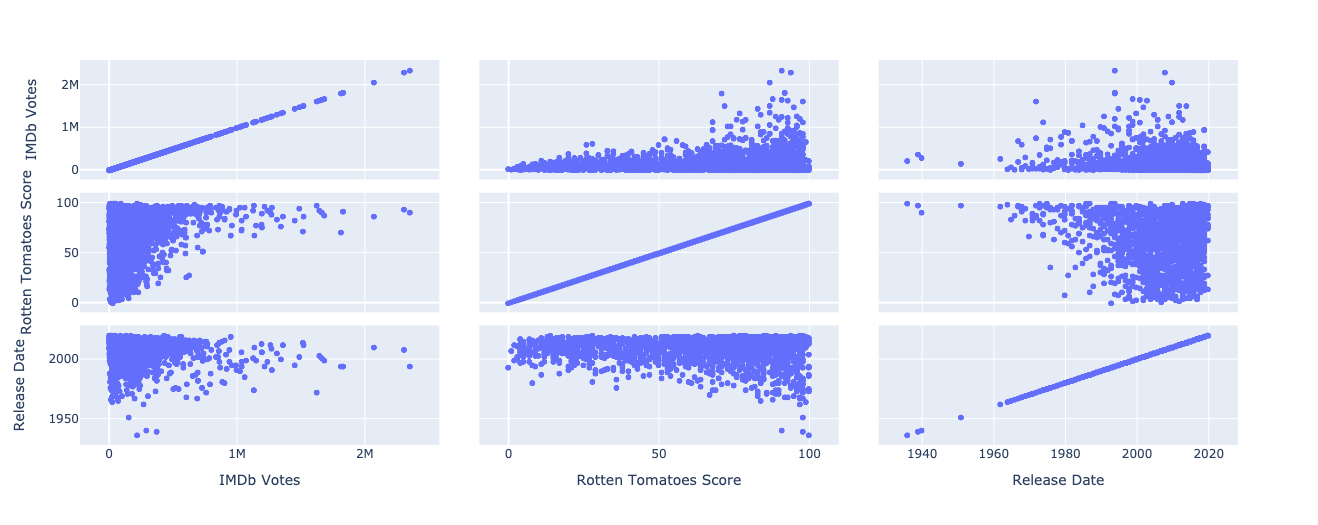 IMDb Votes
2M
1M
0
Rotten Tomatoes Score
100
50
0
Release Date
2000
1950
0 1M 2M
0 50 100
1940 1960 1980 2000 2020
IMDb Votes
Rotten Tomatoes Score
Release Date